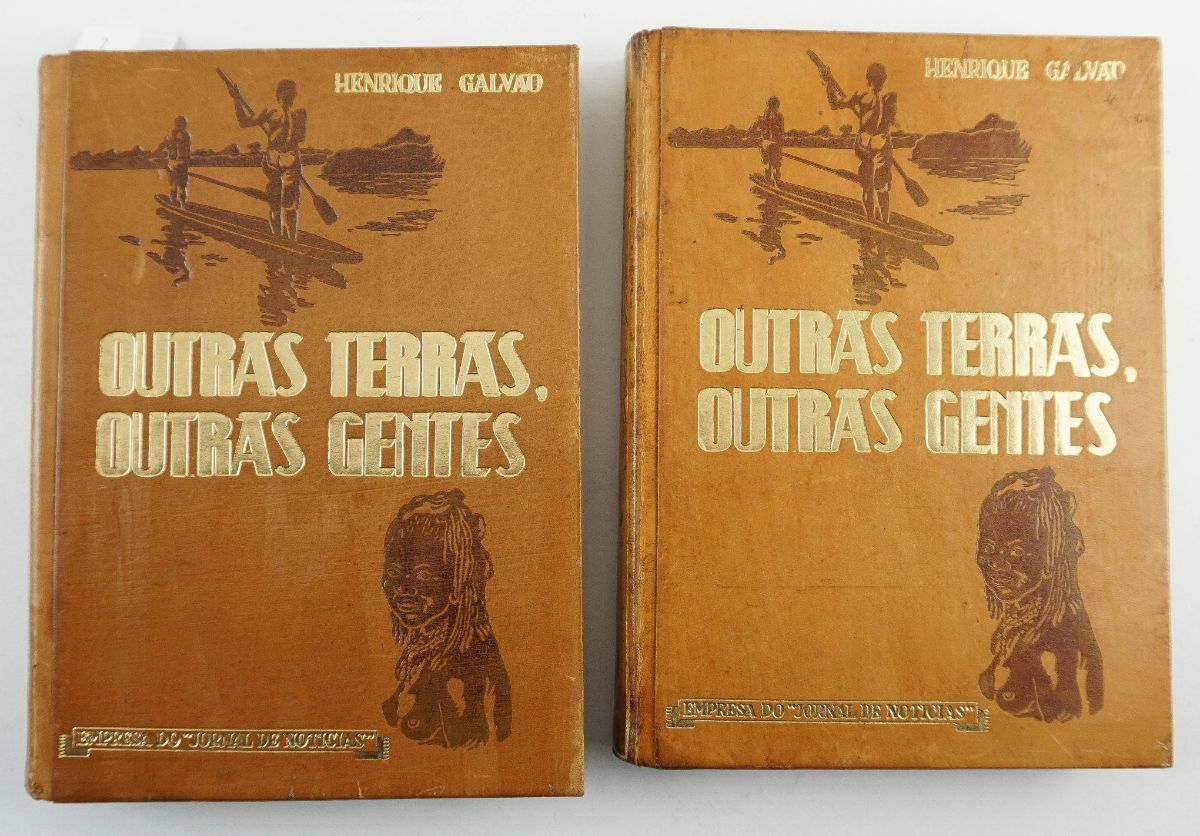 HENRIQUE GALVÃO
OUTRAS TERRAS,
OUTRAS GENTES
EMPRESA DO "JORNAL DE NOTICIAS"
HENRIQUE GALVÃO
OUTRAS TERRAS,
OUTRAS GENTES
EMPRESA DO "JORNAL DE NOTICIAS"